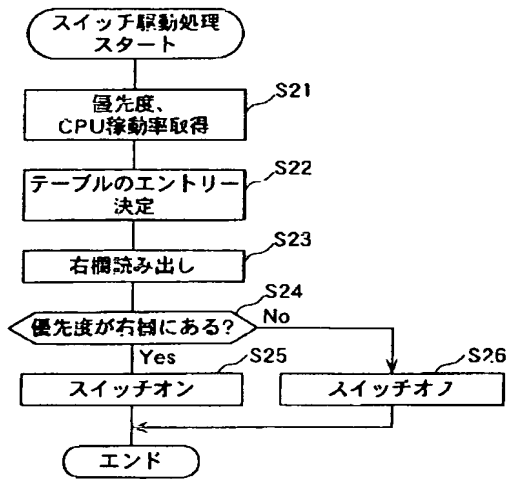 スイッチ駆動処理
スタート
S21
優先度、
CPU稼動率取得
S22
テーブルのエントリー
決定
S23
右欄読み出し
S24
優先度が右欄にある?
No
Yes
S25
S26
スイッチオン
スイッチオフ
エンド